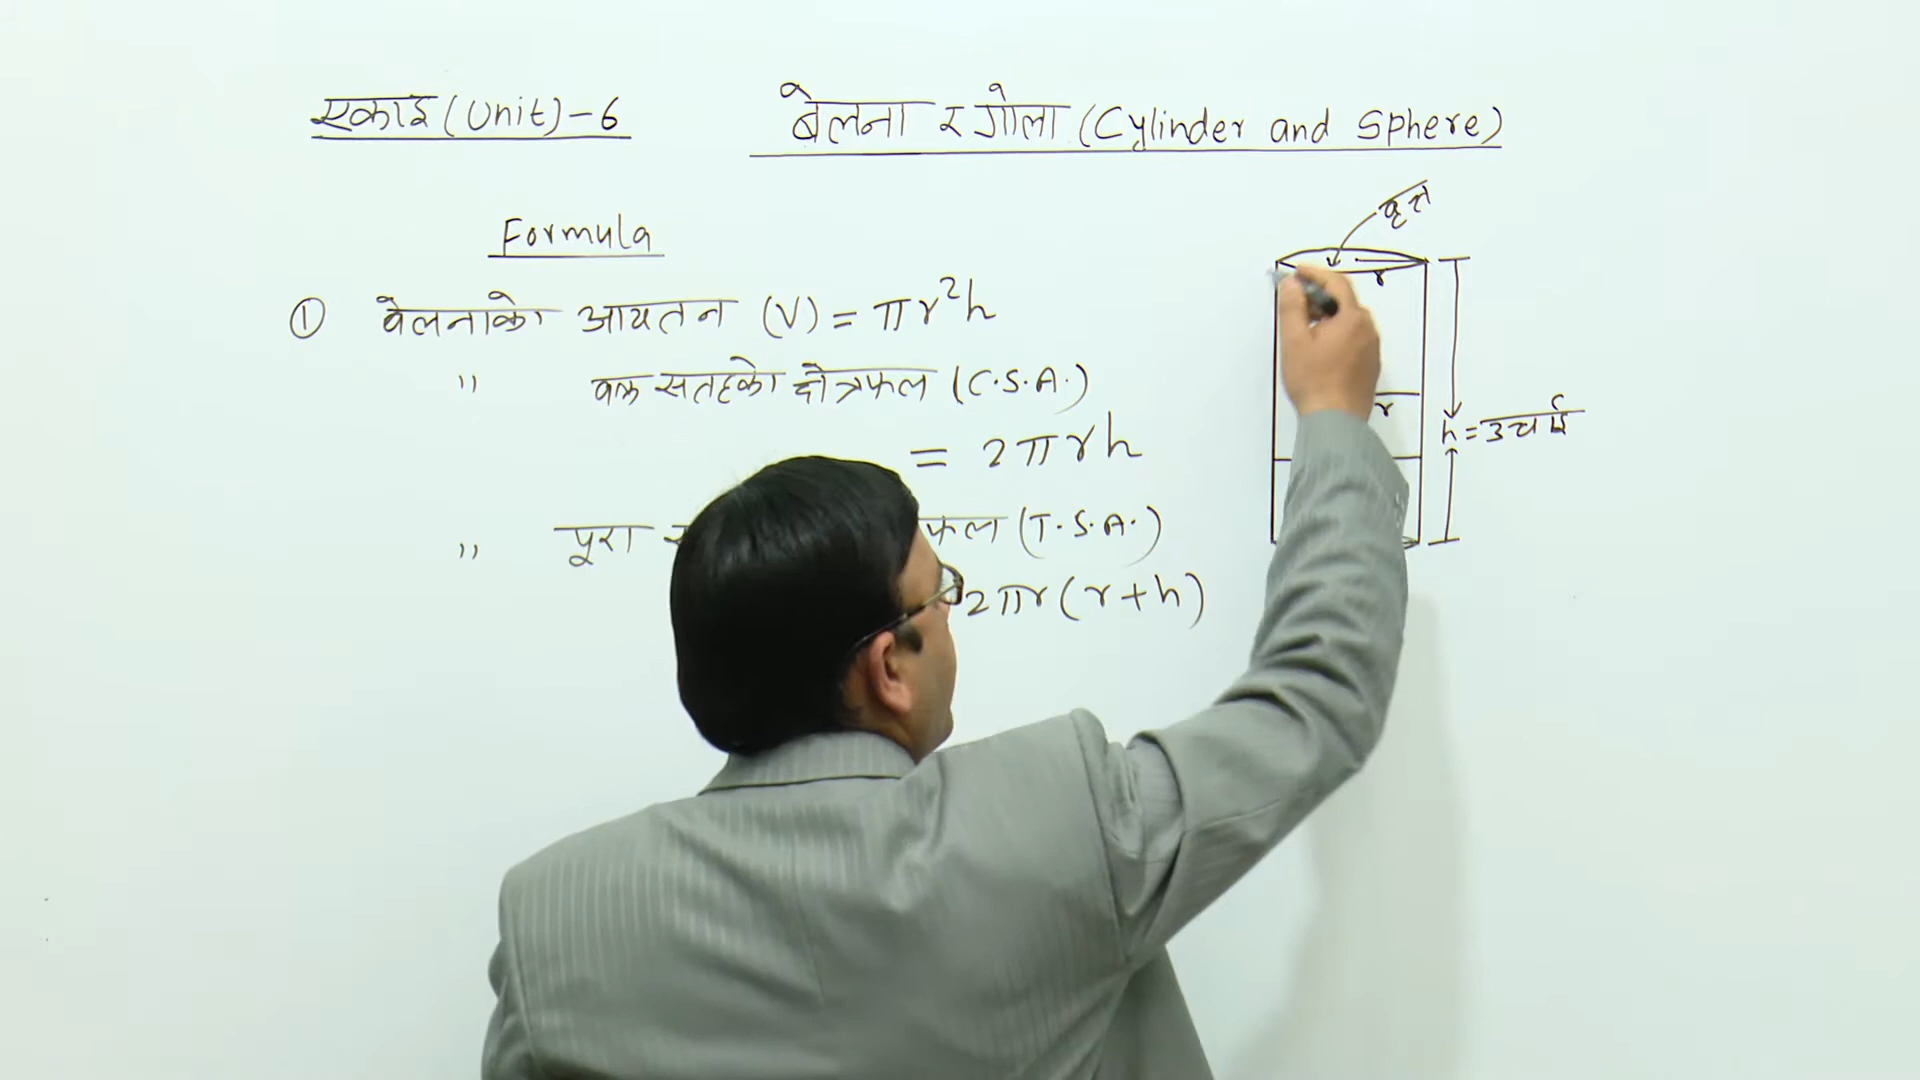 एकाई (Unit)-6
बेलना र गोला (Cylinder and Sphere)
Formula
① बेलनाको आयतन (V) = πr²h
" वक्र सतहको क्षेत्रफल (C.S.A.)
= 2πrh
" पूरा फल (T.S.A.)
2πr(r+h)
वृत्त
r
r
h = उचाई